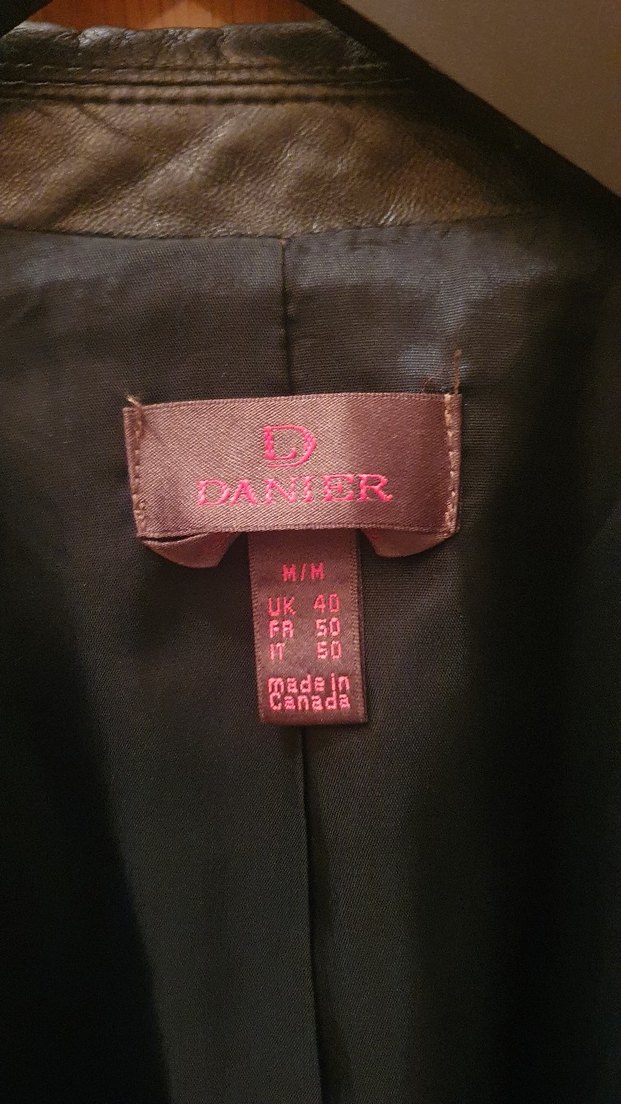 D
DANIER
M/M
UK 40
FR 50
IT 50
made in
Canada